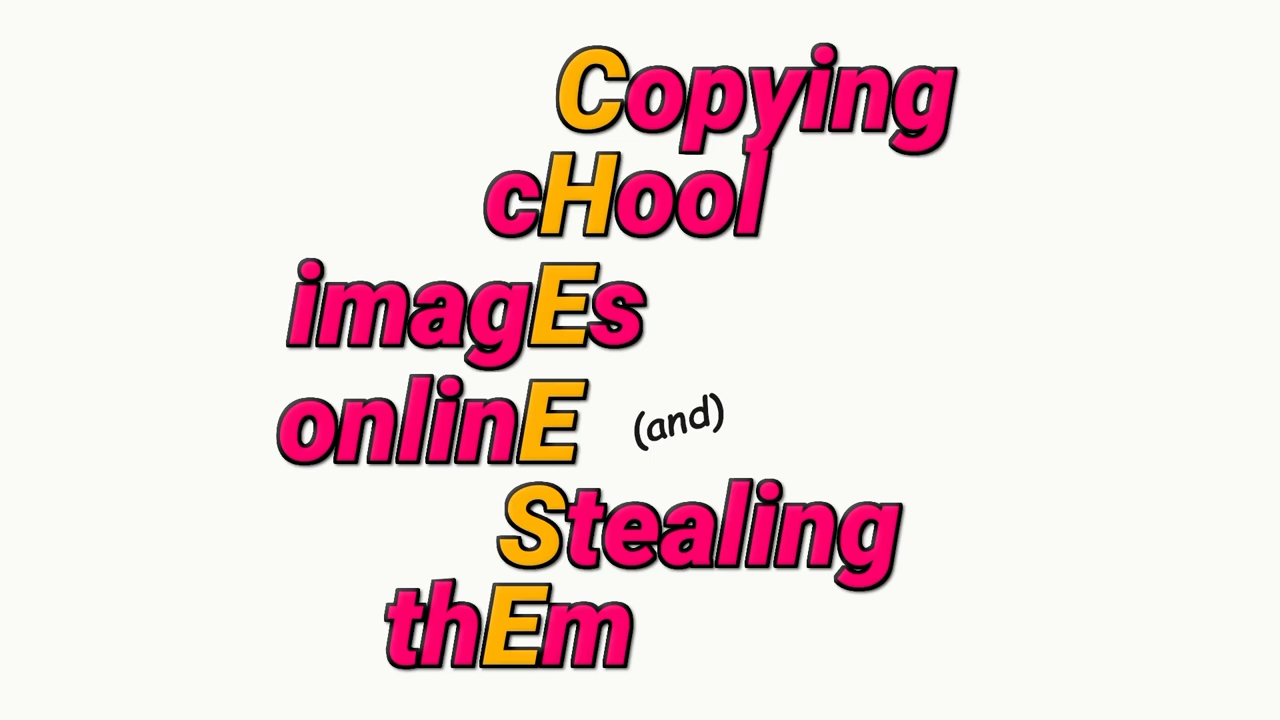 Copying
cHool
imagEs
onlinE (and)
Stealing
thEm